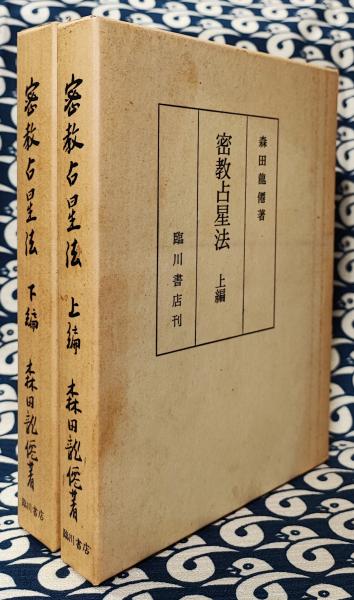 森田龍僊著
密教占星法 上編
臨川書店刊
密教占星法 上編 森田龍僊著
臨川書店
密教占星法 下編 森田龍僊著
臨川書店